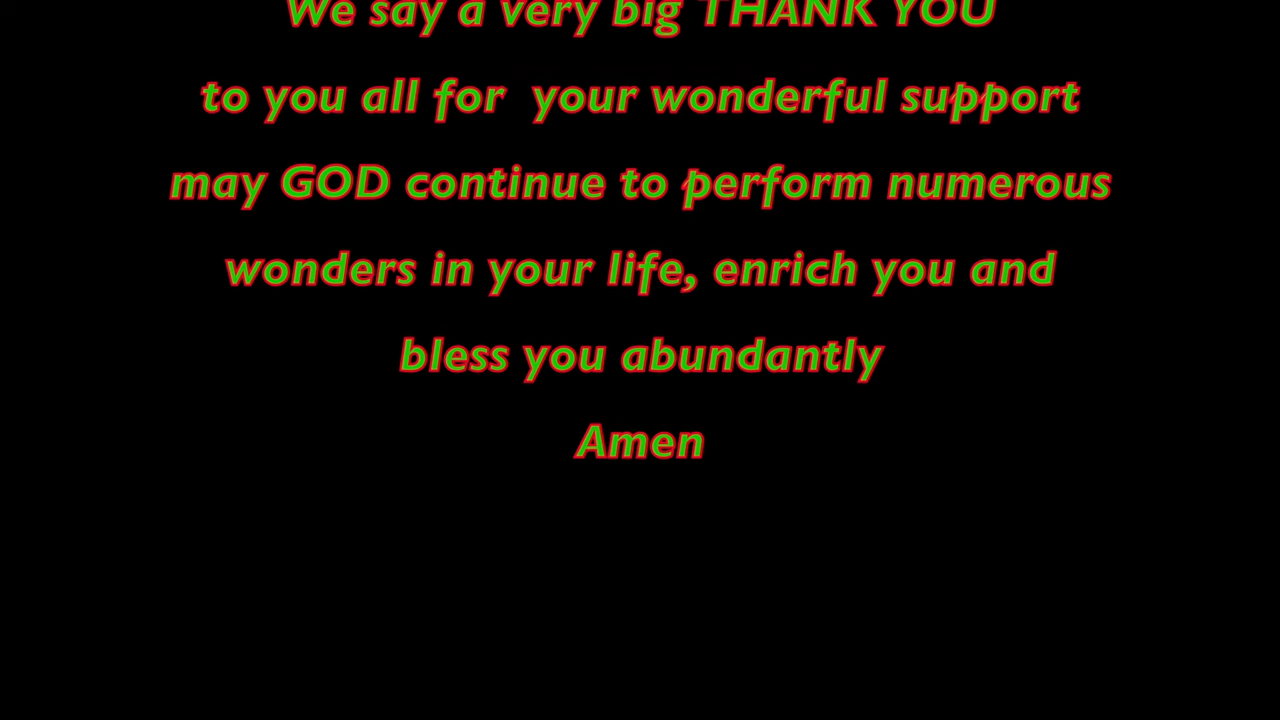 We say a very big THANK YOU
to you all for  your wonderful support
may GOD continue to perform numerous
wonders in your life, enrich you and
bless you abundantly
Amen